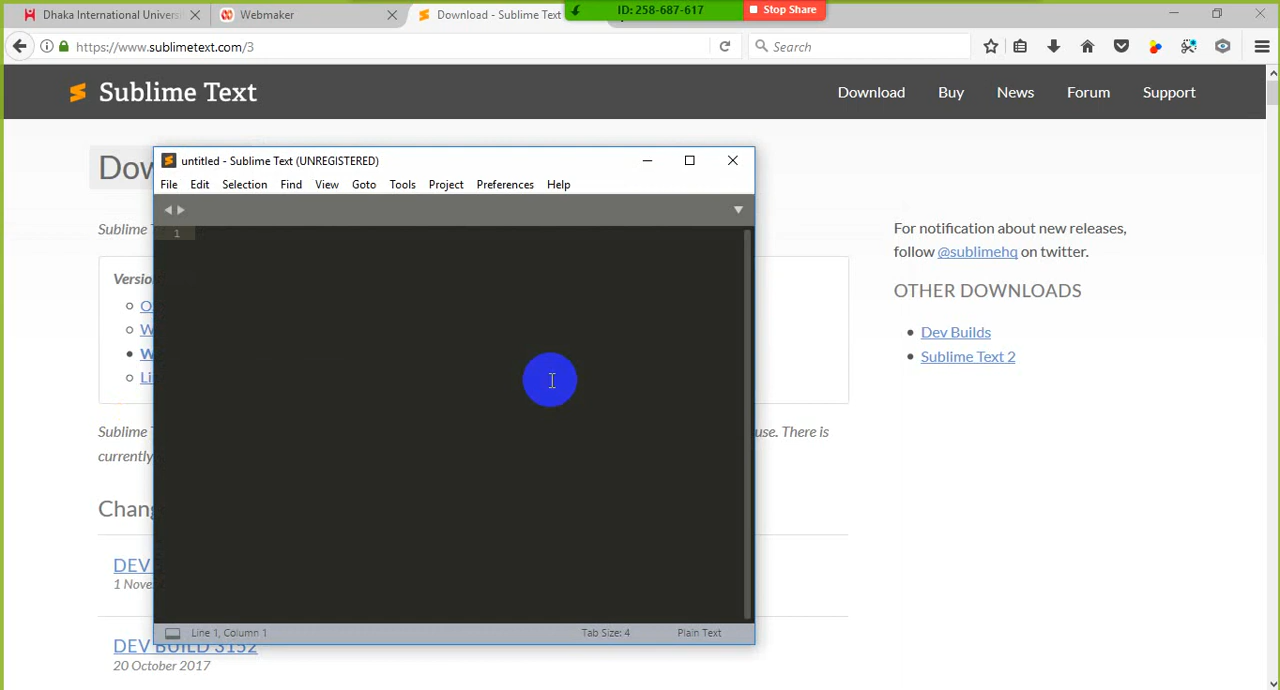 Dhaka International Universi
Webmaker
Download - Sublime Text
ID: 258-687-617
Stop Share
https://www.sublimetext.com/3
Search
Sublime Text
Download
Buy
News
Forum
Support
Dow
untitled - Sublime Text (UNREGISTERED)
File Edit Selection Find View Goto Tools Project Preferences Help
1
Line 1, Column 1
Tab Size: 4
Plain Text
Sublime T
Versio
O
W
W
Li
Sublime T
use. There is
currently
Chang
DEV
1 Nove
DEV BUILD 3152
20 October 2017
For notification about new releases,
follow @sublimehq on twitter.
OTHER DOWNLOADS
Dev Builds
Sublime Text 2